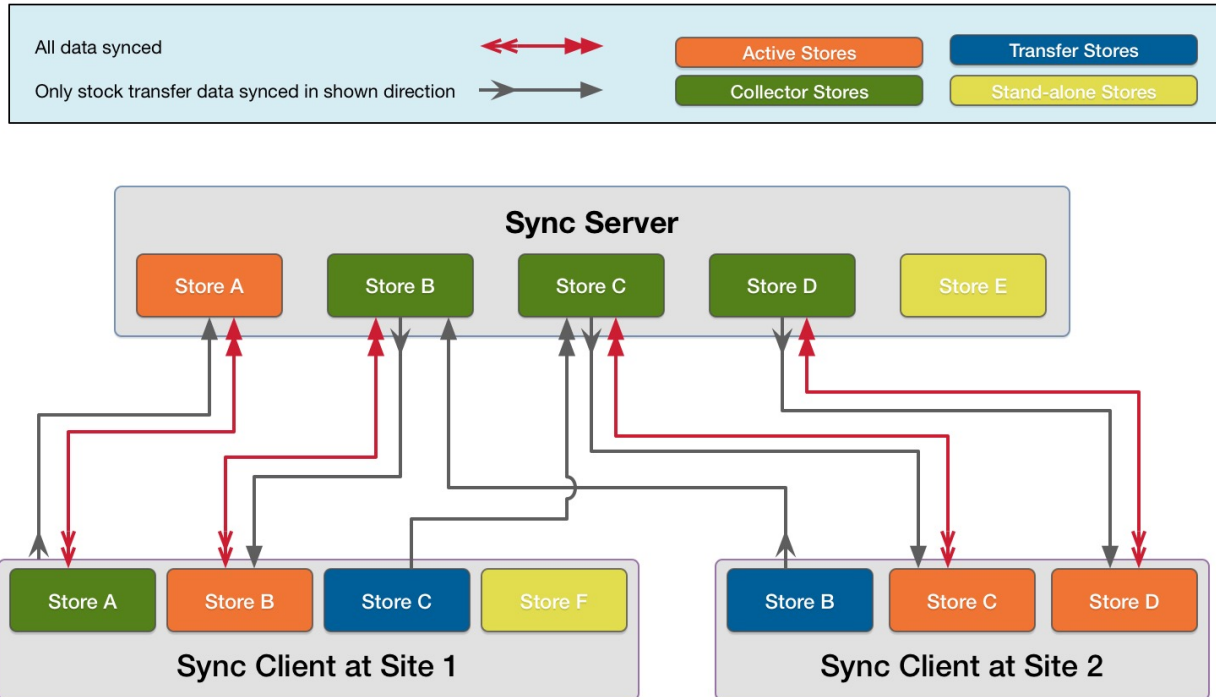 All data synced
Active Stores
Transfer Stores
Only stock transfer data synced in shown direction
Collector Stores
Stand-alone Stores
Sync Server
Store A
Store B
Store C
Store D
Store E
Store A
Store B
Store C
Store F
Sync Client at Site 1
Store B
Store C
Store D
Sync Client at Site 2